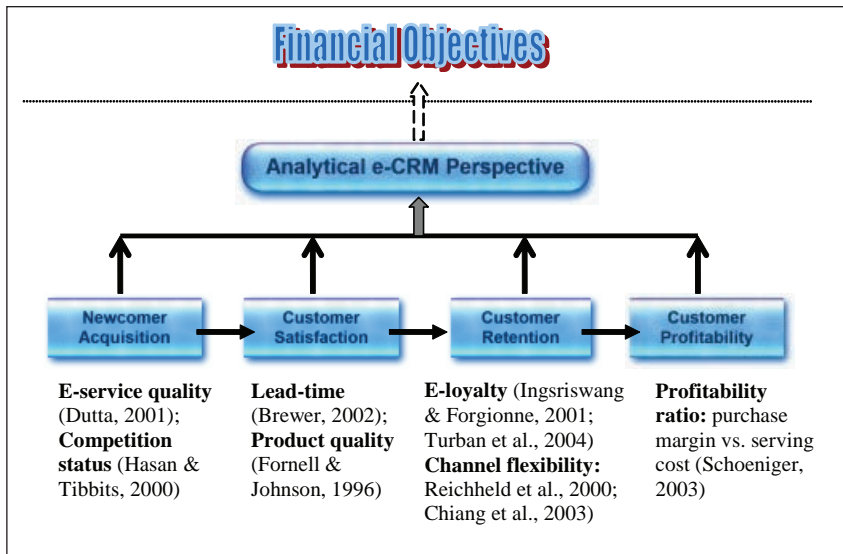 Financial Objectives
Analytical e-CRM Perspective
Newcomer
Acquisition
Customer
Satisfaction
Customer
Retention
Customer
Profitability
E-service quality
(Dutta, 2001);
Competition
status (Hasan &
Tibbits, 2000)
Lead-time
(Brewer, 2002);
Product quality
(Fornell &
Johnson, 1996)
E-loyalty (Ingsriswang
& Forgionne, 2001;
Turban et al., 2004)
Channel flexibility:
Reichheld et al., 2000;
Chiang et al., 2003)
Profitability
ratio: purchase
margin vs. serving
cost (Schoeniger,
2003)